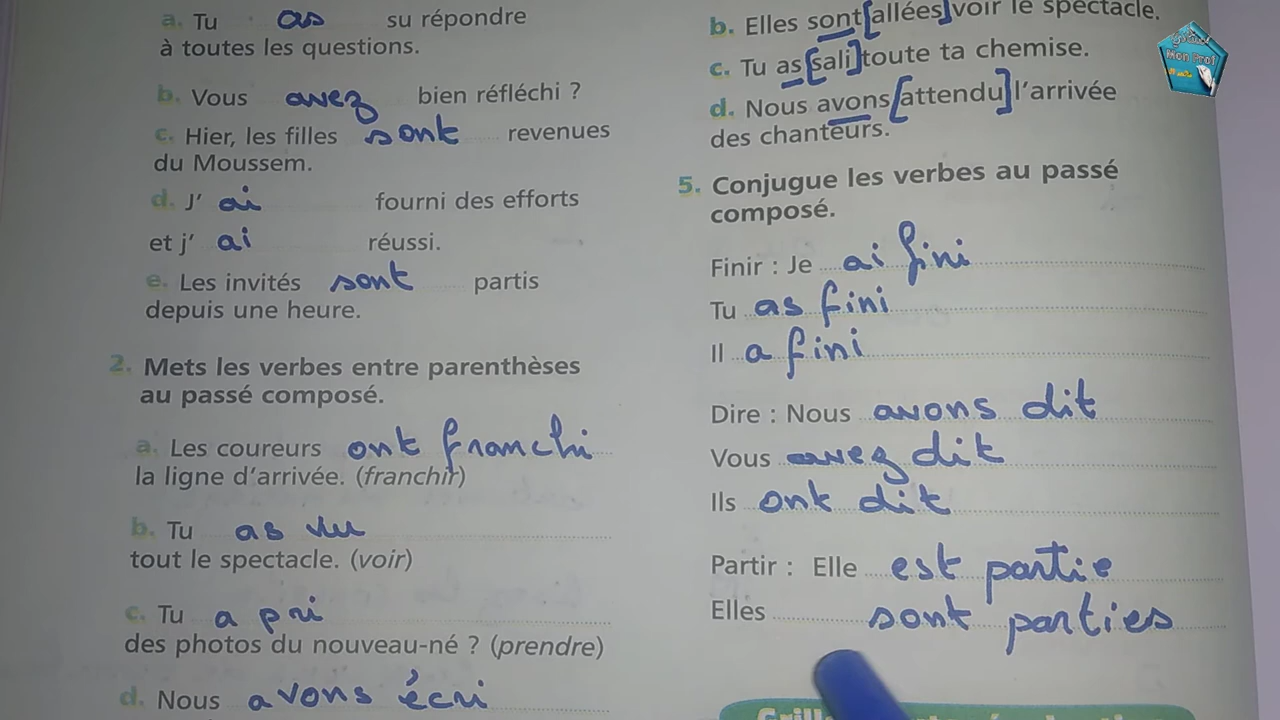 a. Tu as su répondre
à toutes les questions.
b. Vous avez bien réfléchi ?
c. Hier, les filles sont revenues
du Moussem.
d. J' ai fourni des efforts
et j' ai réussi.
e. Les invités sont partis
depuis une heure.
2. Mets les verbes entre parenthèses
au passé composé.
a. Les coureurs ont franchi
la ligne d'arrivée. (franchir)
b. Tu as vu
tout le spectacle. (voir)
c. Tu a pri
des photos du nouveau-né ? (prendre)
d. Nous avons écri
b. Elles sont [allées] voir le spectacle.
c. Tu as [sali] toute ta chemise.
d. Nous avons [attendu] l'arrivée
des chanteurs.
5. Conjugue les verbes au passé
composé.
Finir : Je ai fini
Tu as fini
Il a fini
Dire : Nous avons dit
Vous avez dit
Ils ont dit
Partir : Elle est partie
Elles sont parties
Mon Prof